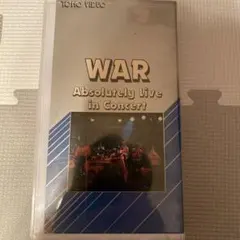 TOHO VIDEO
WAR
Absolutely Live
in Concert